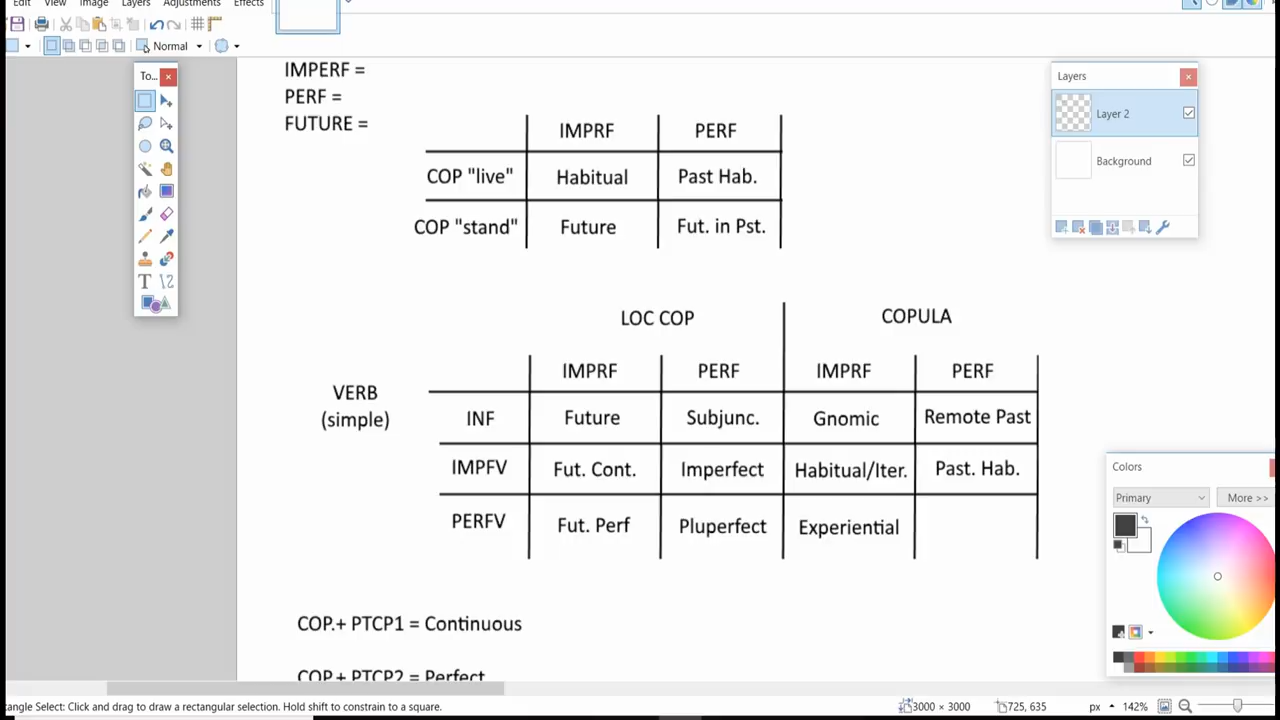 Edit View Image Layers Adjustments Effects
Normal
To...
IMPERF =
PERF =
FUTURE =
IMPRF PERF
COP "live" Habitual Past Hab.
COP "stand" Future Fut. in Pst.
LOC COP COPULA
VERB
(simple)
IMPRF PERF IMPRF PERF
INF Future Subjunc. Gnomic Remote Past
IMPFV Fut. Cont. Imperfect Habitual/Iter. Past. Hab.
PERFV Fut. Perf Pluperfect Experiential
COP.+ PTCP1 = Continuous
COP.+ PTCP2 = Perfect
Layers
Layer 2
Background
Colors
Primary More >>
T
tangle Select: Click and drag to draw a rectangular selection. Hold shift to constrain to a square.
3000 × 3000 725, 635 px 142%